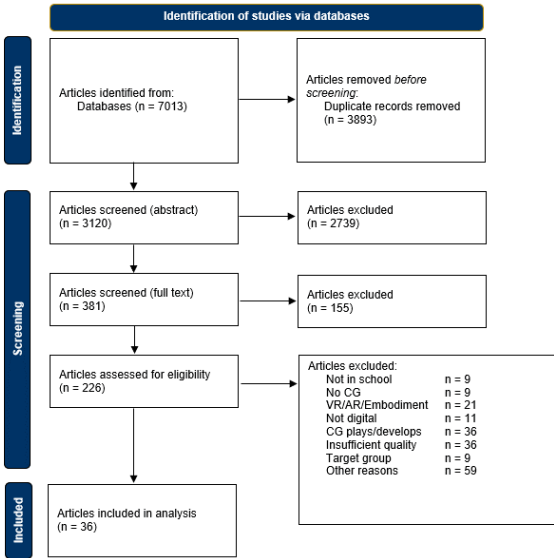 Identification of studies via databases
Identification
Articles identified from:
Databases (n = 7013)
Articles removed before
screening:
Duplicate records removed
(n = 3893)
Screening
Articles screened (abstract)
(n = 3120)
Articles excluded
(n = 2739)
Articles screened (full text)
(n = 381)
Articles excluded
(n = 155)
Articles assessed for eligibility
(n = 226)
Articles excluded:
Not in school n = 9
No CG n = 9
VR/AR/Embodiment n = 21
Not digital n = 11
CG plays/develops n = 36
Insufficient quality n = 36
Target group n = 9
Other reasons n = 59
Included
Articles included in analysis
(n = 36)